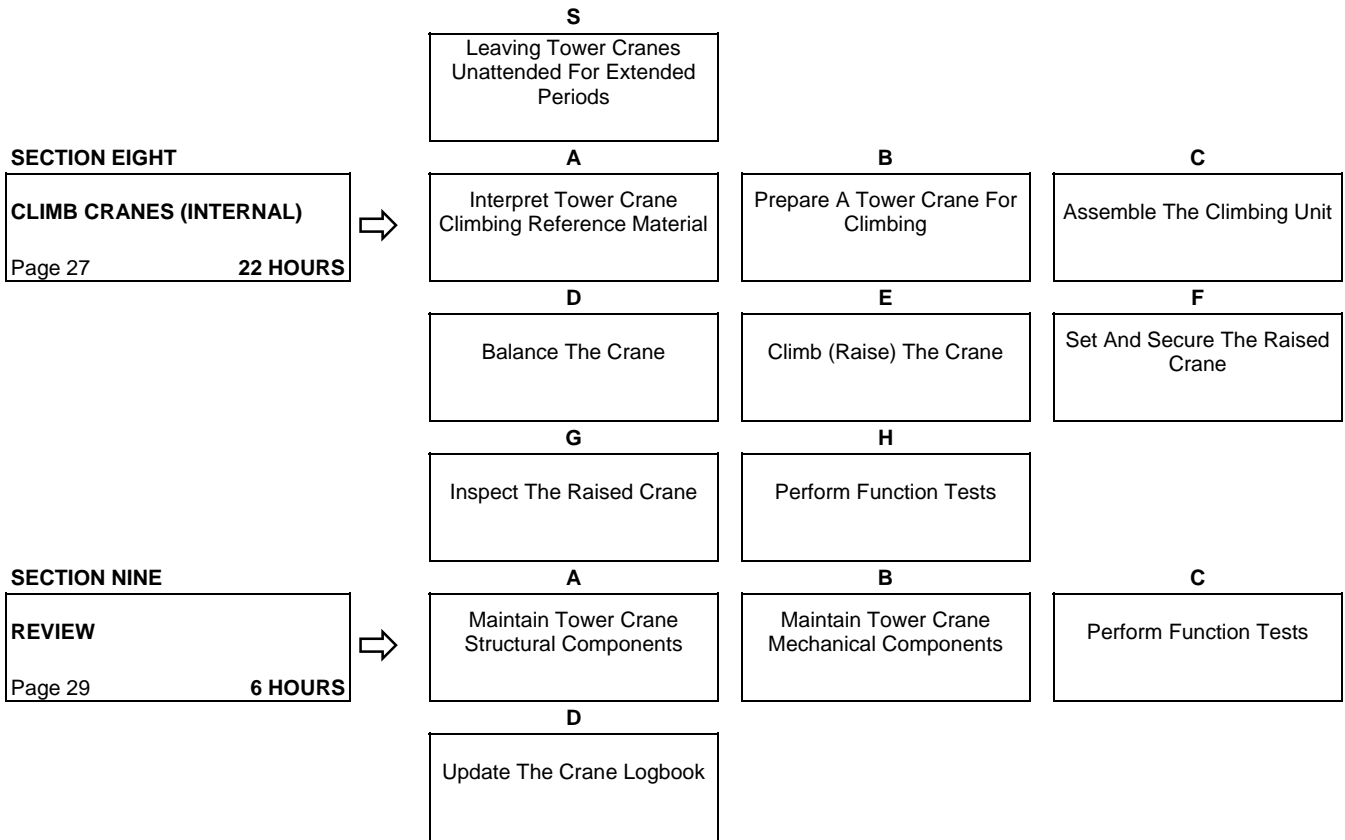 S
Leaving Tower Cranes
Unattended For Extended
Periods
SECTION EIGHT
CLIMB CRANES (INTERNAL)
Page 27 22 HOURS
A
Interpret Tower Crane
Climbing Reference Material
B
Prepare A Tower Crane For
Climbing
C
Assemble The Climbing Unit
D
Balance The Crane
E
Climb (Raise) The Crane
F
Set And Secure The Raised
Crane
G
Inspect The Raised Crane
H
Perform Function Tests
SECTION NINE
REVIEW
Page 29 6 HOURS
A
Maintain Tower Crane
Structural Components
B
Maintain Tower Crane
Mechanical Components
C
Perform Function Tests
D
Update The Crane Logbook